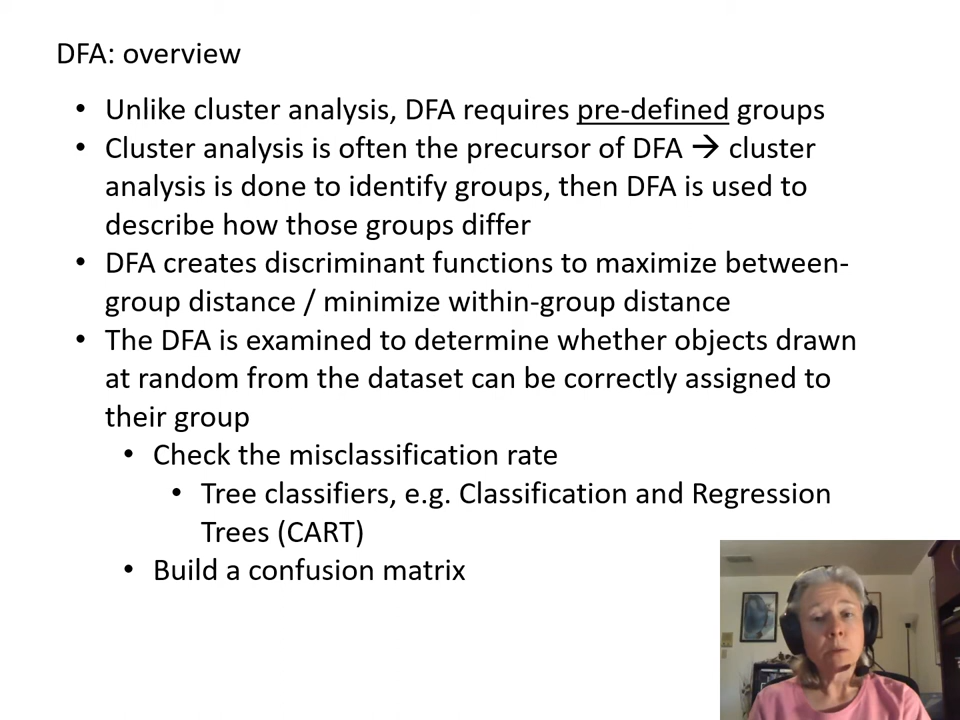 DFA: overview
• Unlike cluster analysis, DFA requires pre-defined groups
• Cluster analysis is often the precursor of DFA → cluster
analysis is done to identify groups, then DFA is used to
describe how those groups differ
• DFA creates discriminant functions to maximize between-
group distance / minimize within-group distance
• The DFA is examined to determine whether objects drawn
at random from the dataset can be correctly assigned to
their group
• Check the misclassification rate
• Tree classifiers, e.g. Classification and Regression
Trees (CART)
• Build a confusion matrix